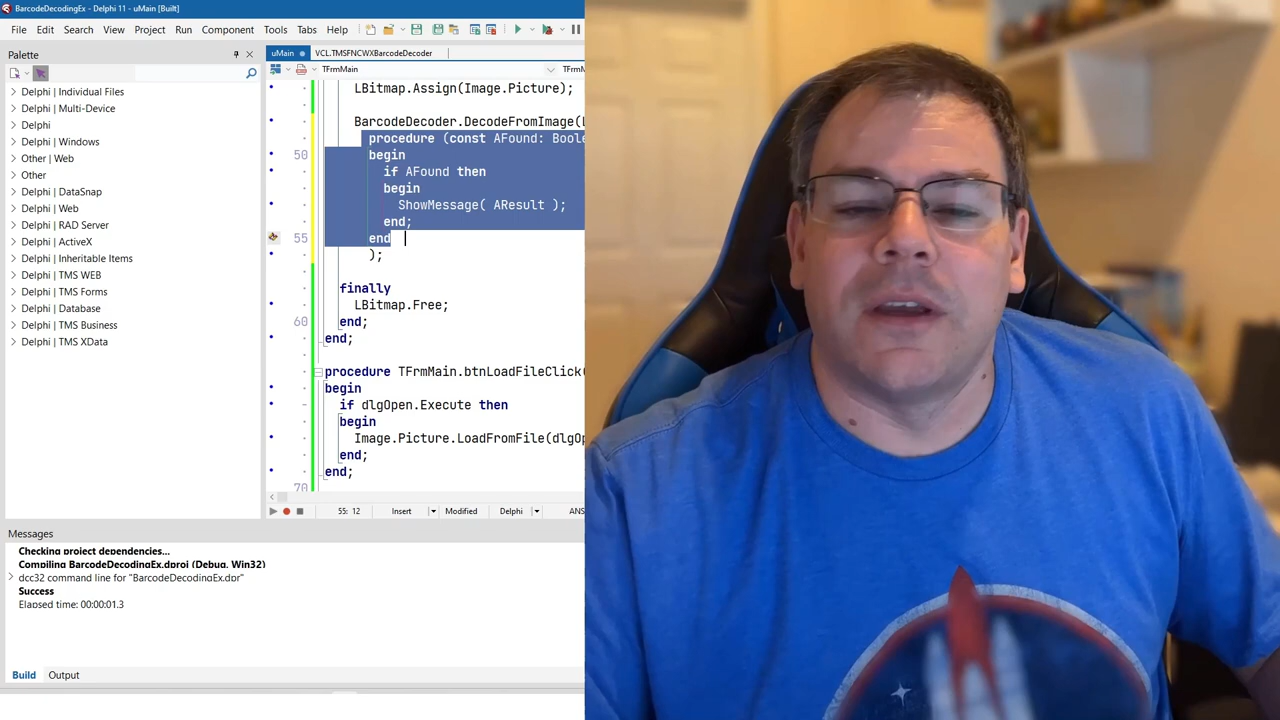 BarcodeDecodingEx - Delphi 11 - uMain [Built]
File Edit Search View Project Run Component Tools Tabs Help
Palette
uMain VCL.TMSFNCWXBarcodeDecoder
TFrmMain
Delphi | Individual Files
Delphi | Multi-Device
Delphi
Delphi | Windows
Other | Web
Other
Delphi | DataSnap
Delphi | Web
Delphi | RAD Server
Delphi | ActiveX
Delphi | Inheritable Items
Delphi | TMS WEB
Delphi | TMS Forms
Delphi | Database
Delphi | TMS Business
Delphi | TMS XData
LBitmap.Assign(Image.Picture);
BarcodeDecoder.DecodeFromImage(
procedure (const AFound: Boole
50 begin
if AFound then
begin
ShowMessage( AResult );
end;
55 end
);
finally
LBitmap.Free;
60 end;
end;
procedure TFrmMain.btnLoadFileClick(
begin
if dlgOpen.Execute then
begin
Image.Picture.LoadFromFile(dlgOp
end;
end;
70
55: 12 Insert Modified Delphi ANS
Messages
Checking project dependencies...
Compiling BarcodeDecodingEx.dproj (Debug, Win32)
dcc32 command line for "BarcodeDecodingEx.dpr"
Success
Elapsed time: 00:00:01.3
Build Output